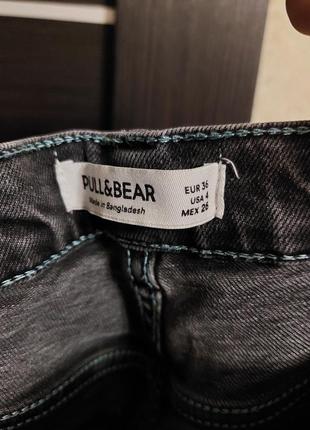 PULL&BEAR
Made in Bangladesh
EUR 36
USA 4
MEX 26